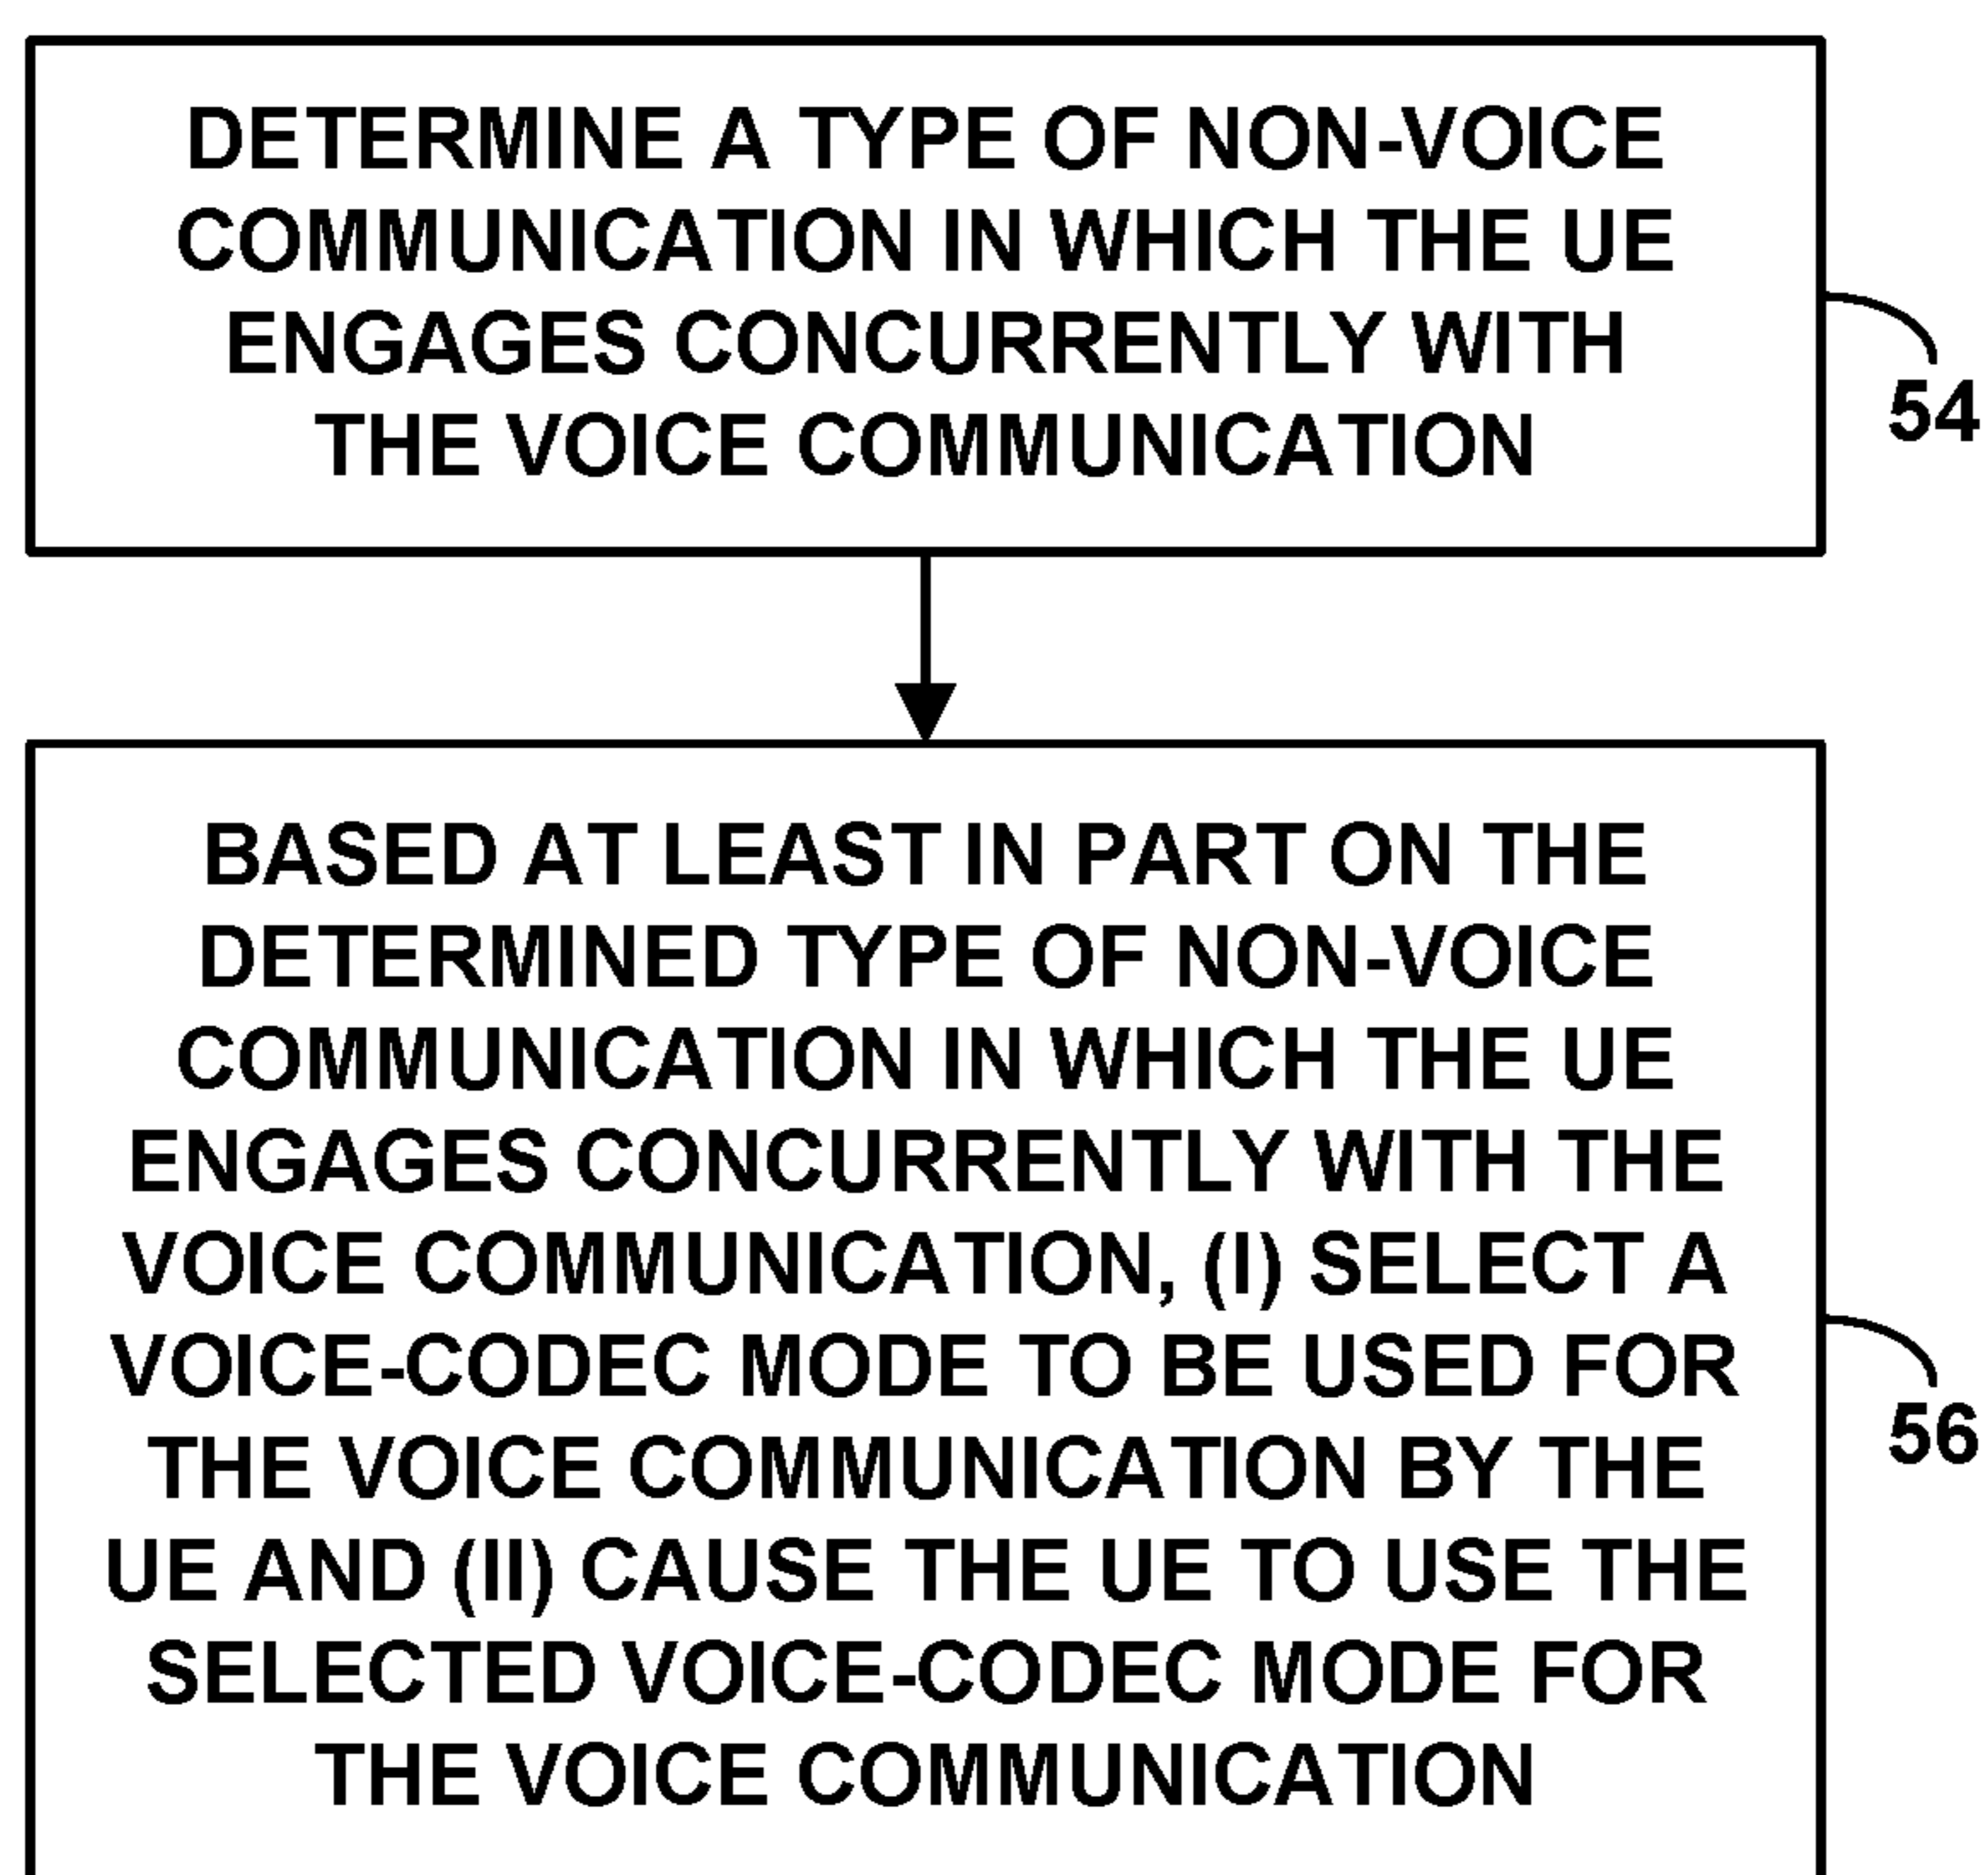 DETERMINE A TYPE OF NON-VOICE
COMMUNICATION IN WHICH THE UE
ENGAGES CONCURRENTLY WITH
THE VOICE COMMUNICATION
54
BASED AT LEAST IN PART ON THE
DETERMINED TYPE OF NON-VOICE
COMMUNICATION IN WHICH THE UE
ENGAGES CONCURRENTLY WITH THE
VOICE COMMUNICATION, (I) SELECT A
VOICE-CODEC MODE TO BE USED FOR
THE VOICE COMMUNICATION BY THE
UE AND (II) CAUSE THE UE TO USE THE
SELECTED VOICE-CODEC MODE FOR
THE VOICE COMMUNICATION
56